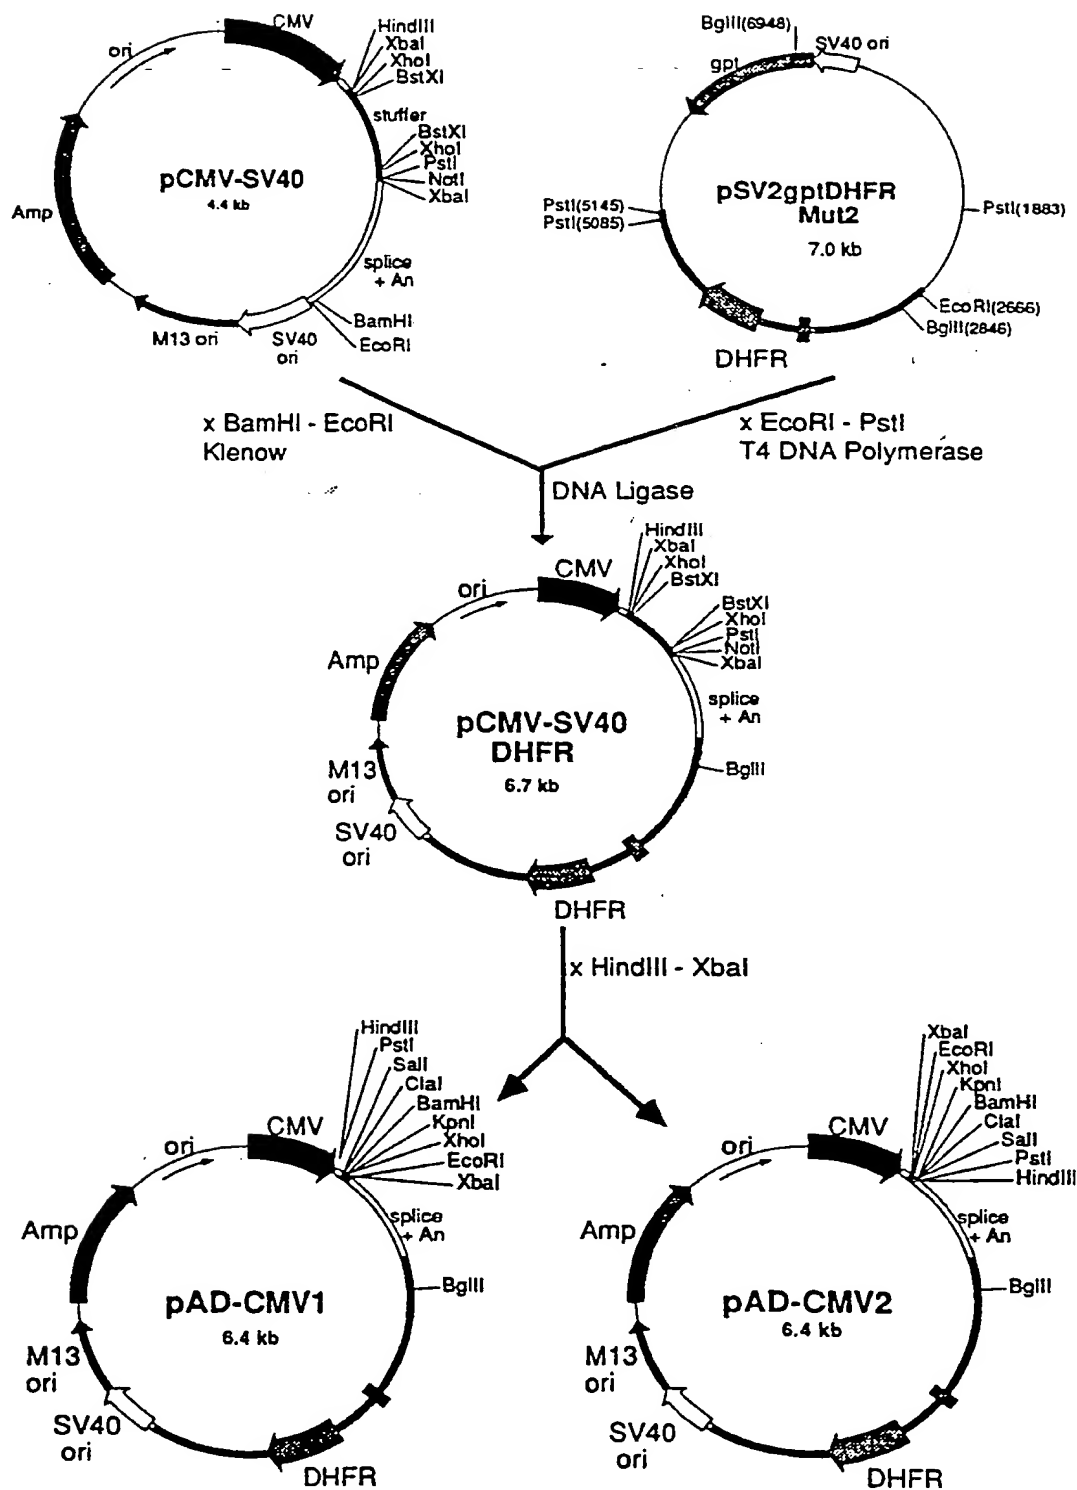 CMV
ori
HindIII
XbaI
XhoI
BstXI
stuffer
BstXI
XhoI
PstI
NotI
XbaI
pCMV-SV40
4.4 kb
Amp
splice
+ An
BamHI
EcoRI
SV40
ori
M13 ori
BglII(6948)
SV40 ori
gpt
pSV2gptDHFR
Mut2
7.0 kb
PstI(5145)
PstI(5085)
PstI(1883)
EcoRI(2666)
BglII(2846)
DHFR
x BamHI - EcoRI
Klenow
x EcoRI - PstI
T4 DNA Polymerase
DNA Ligase
CMV
ori
HindIII
XbaI
XhoI
BstXI
BstXI
XhoI
PstI
NotI
XbaI
Amp
splice
+ An
pCMV-SV40
DHFR
6.7 kb
BglII
M13
ori
SV40
ori
DHFR
x HindIII - XbaI
HindIII
PstI
SalI
ClaI
BamHI
KpnI
XhoI
EcoRI
XbaI
CMV
ori
Amp
splice
+ An
BglII
pAD-CMV1
6.4 kb
M13
ori
SV40
ori
DHFR
XbaI
EcoRI
XhoI
KpnI
BamHI
ClaI
SalI
PstI
HindIII
CMV
ori
Amp
splice
+ An
BglII
pAD-CMV2
6.4 kb
M13
ori
SV40
ori
DHFR